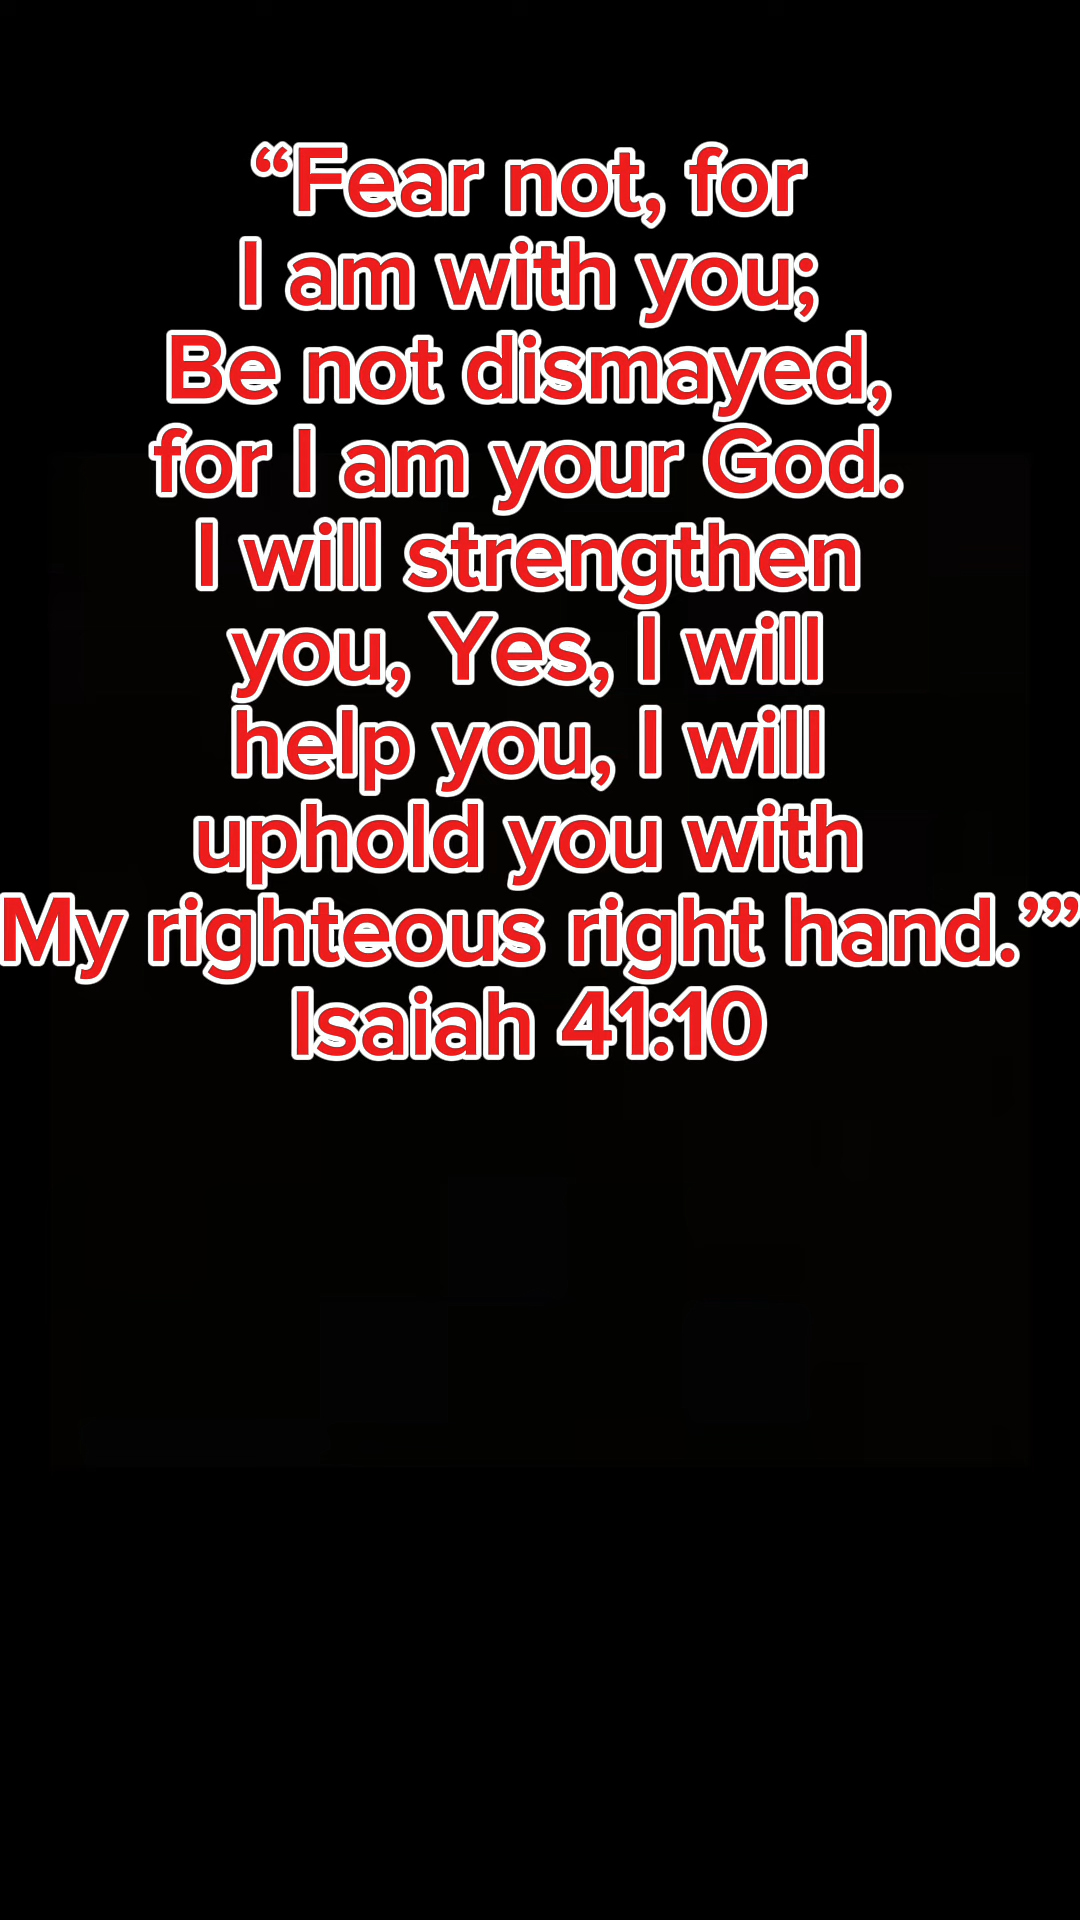 “Fear not, for
I am with you;
Be not dismayed,
for I am your God.
I will strengthen
you, Yes, I will
help you, I will
uphold you with
My righteous right hand.’”
Isaiah 41:10